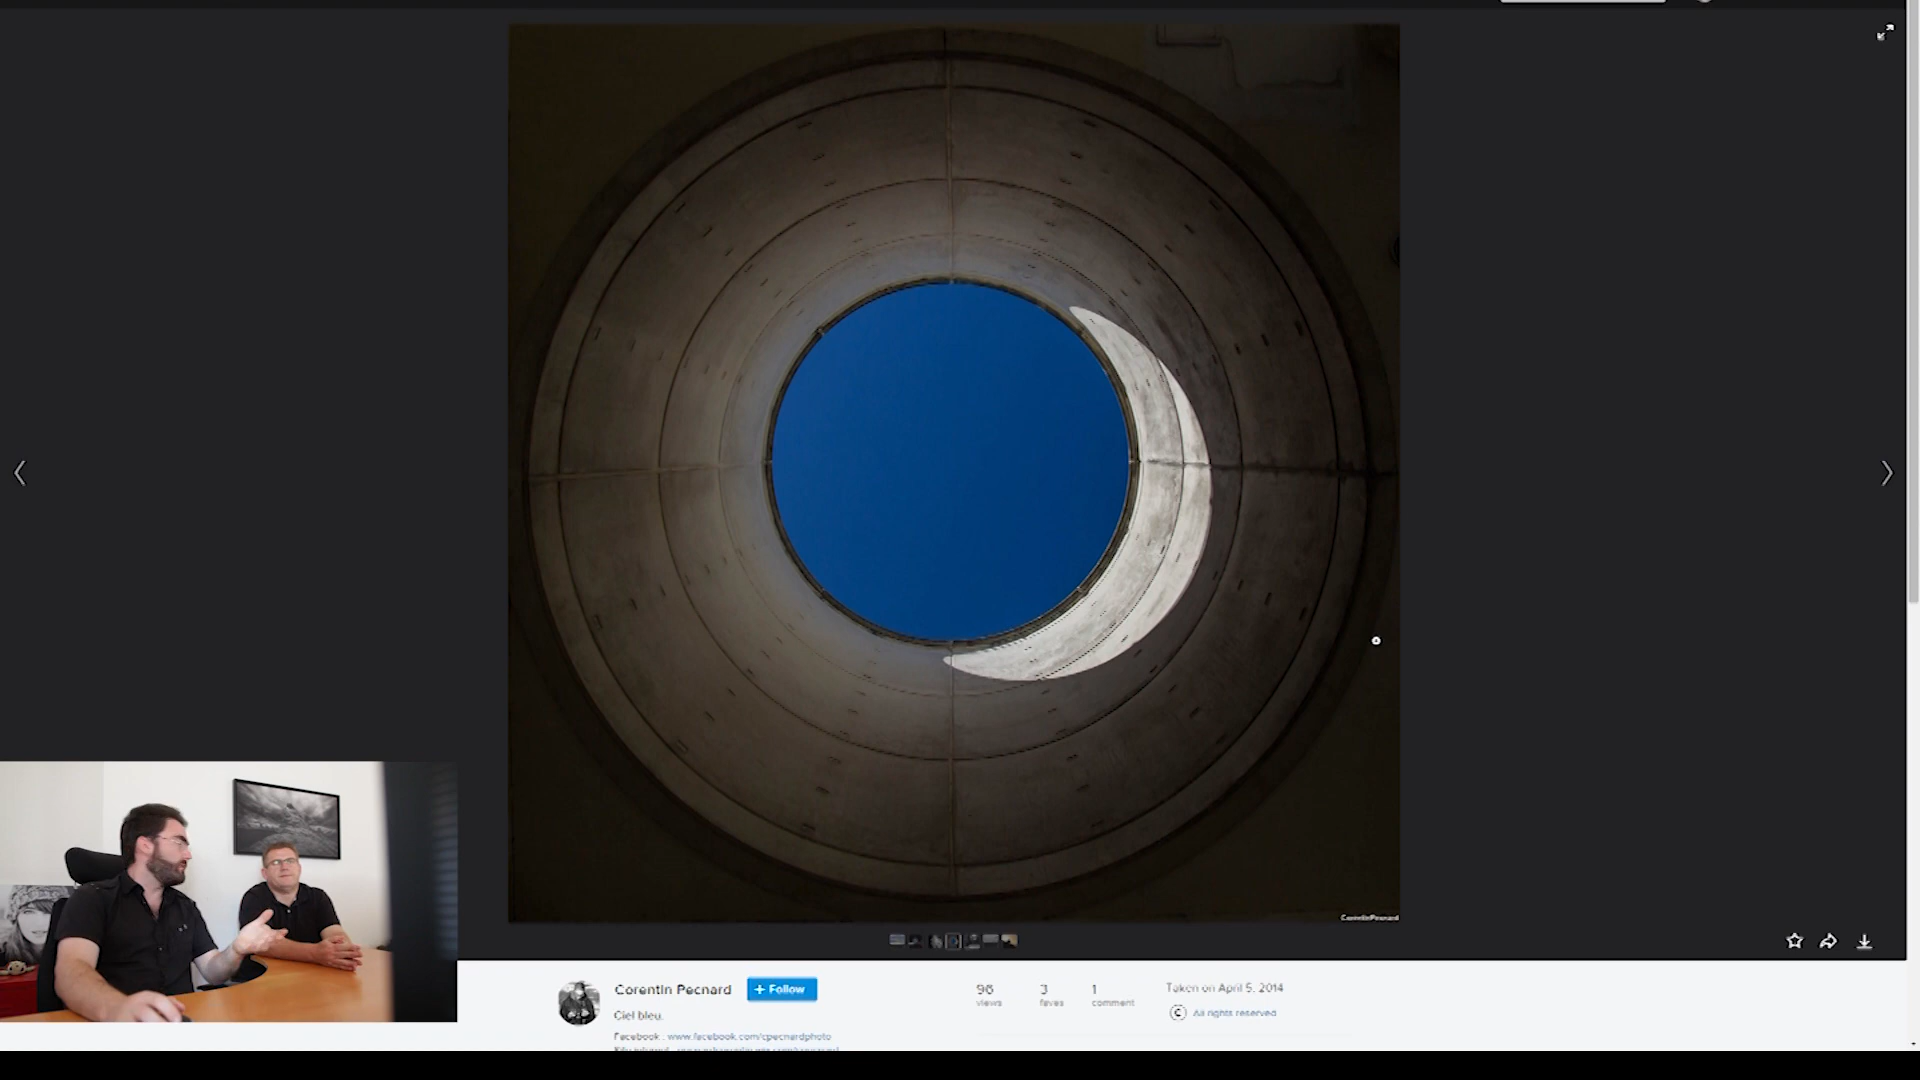 CorentinPecnard
Corentin Pecnard
+ Follow
Ciel bleu.
Facebook : www.facebook.com/cpecnardphoto
96
views
3
faves
1
comment
Taken on April 5, 2014
© All rights reserved